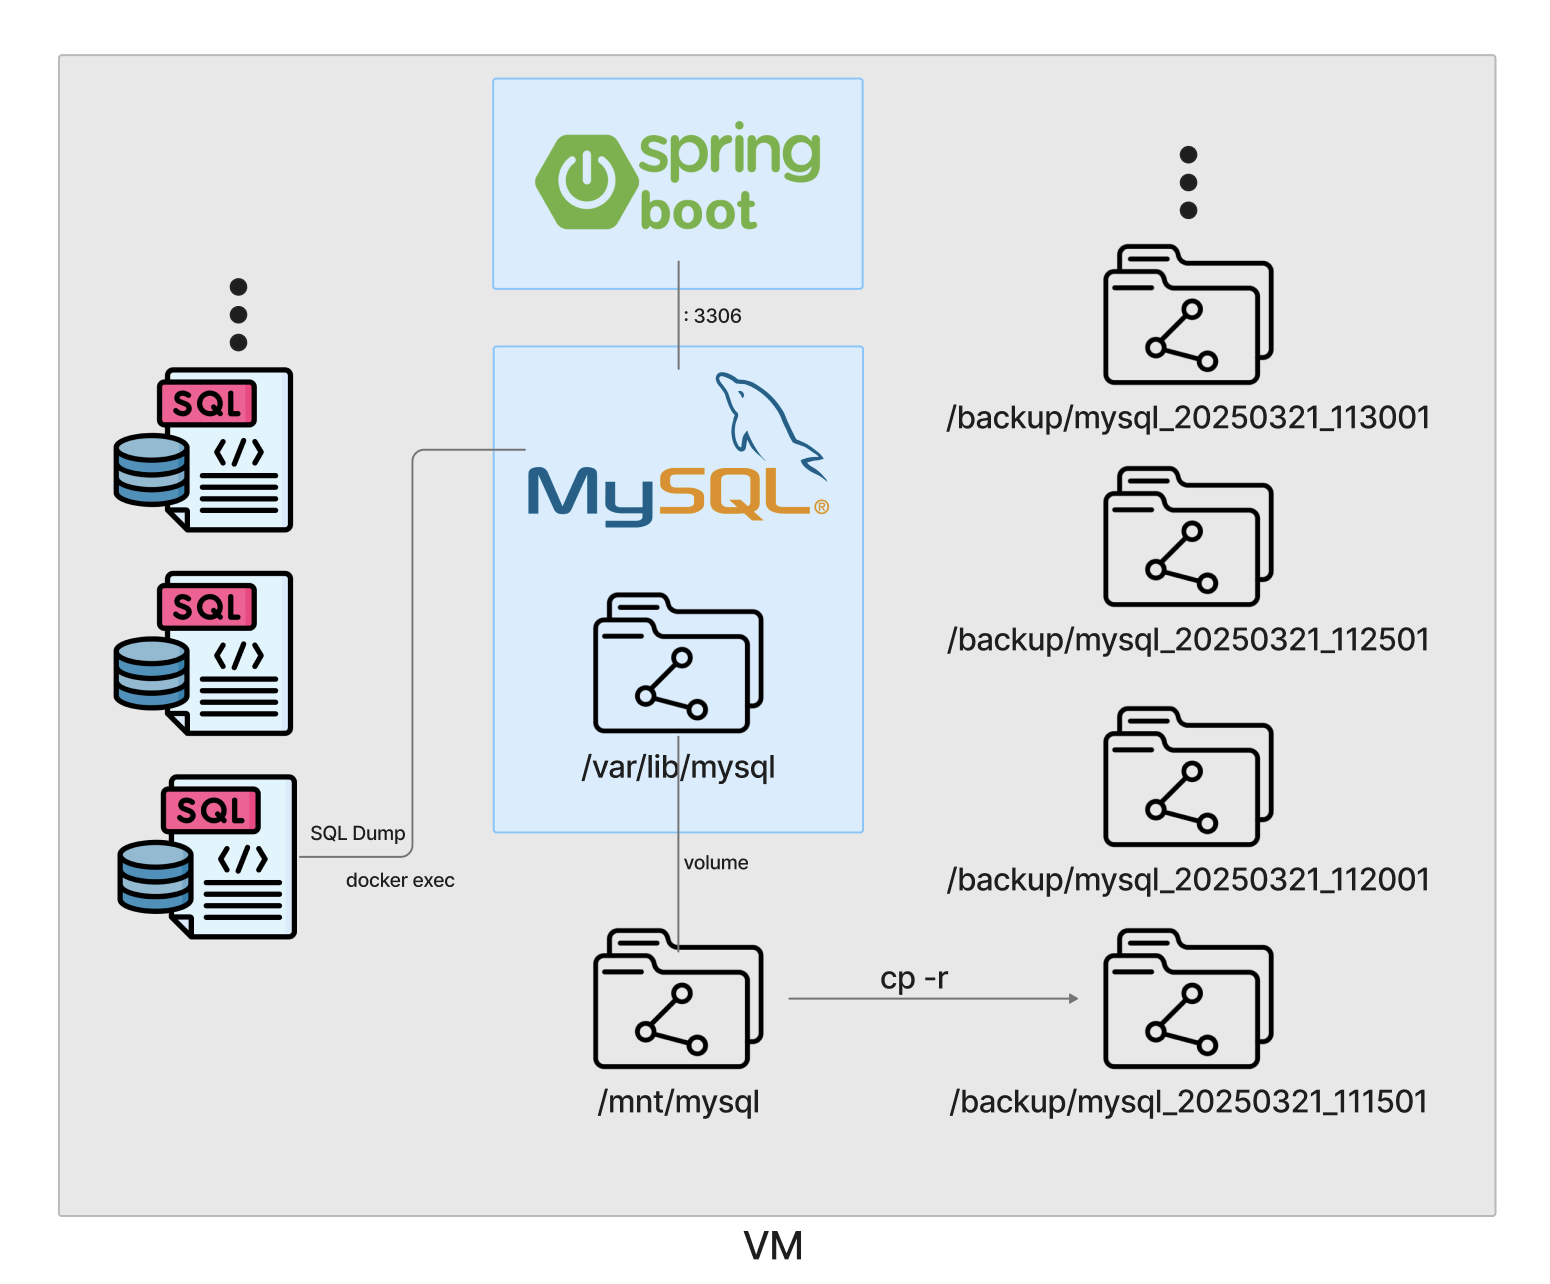 spring
boot
: 3306
MySQL®
/var/lib/mysql
volume
/mnt/mysql
SQL
</>
SQL
</>
SQL
</>
SQL Dump
docker exec
cp -r
/backup/mysql_20250321_113001
/backup/mysql_20250321_112501
/backup/mysql_20250321_112001
/backup/mysql_20250321_111501
VM